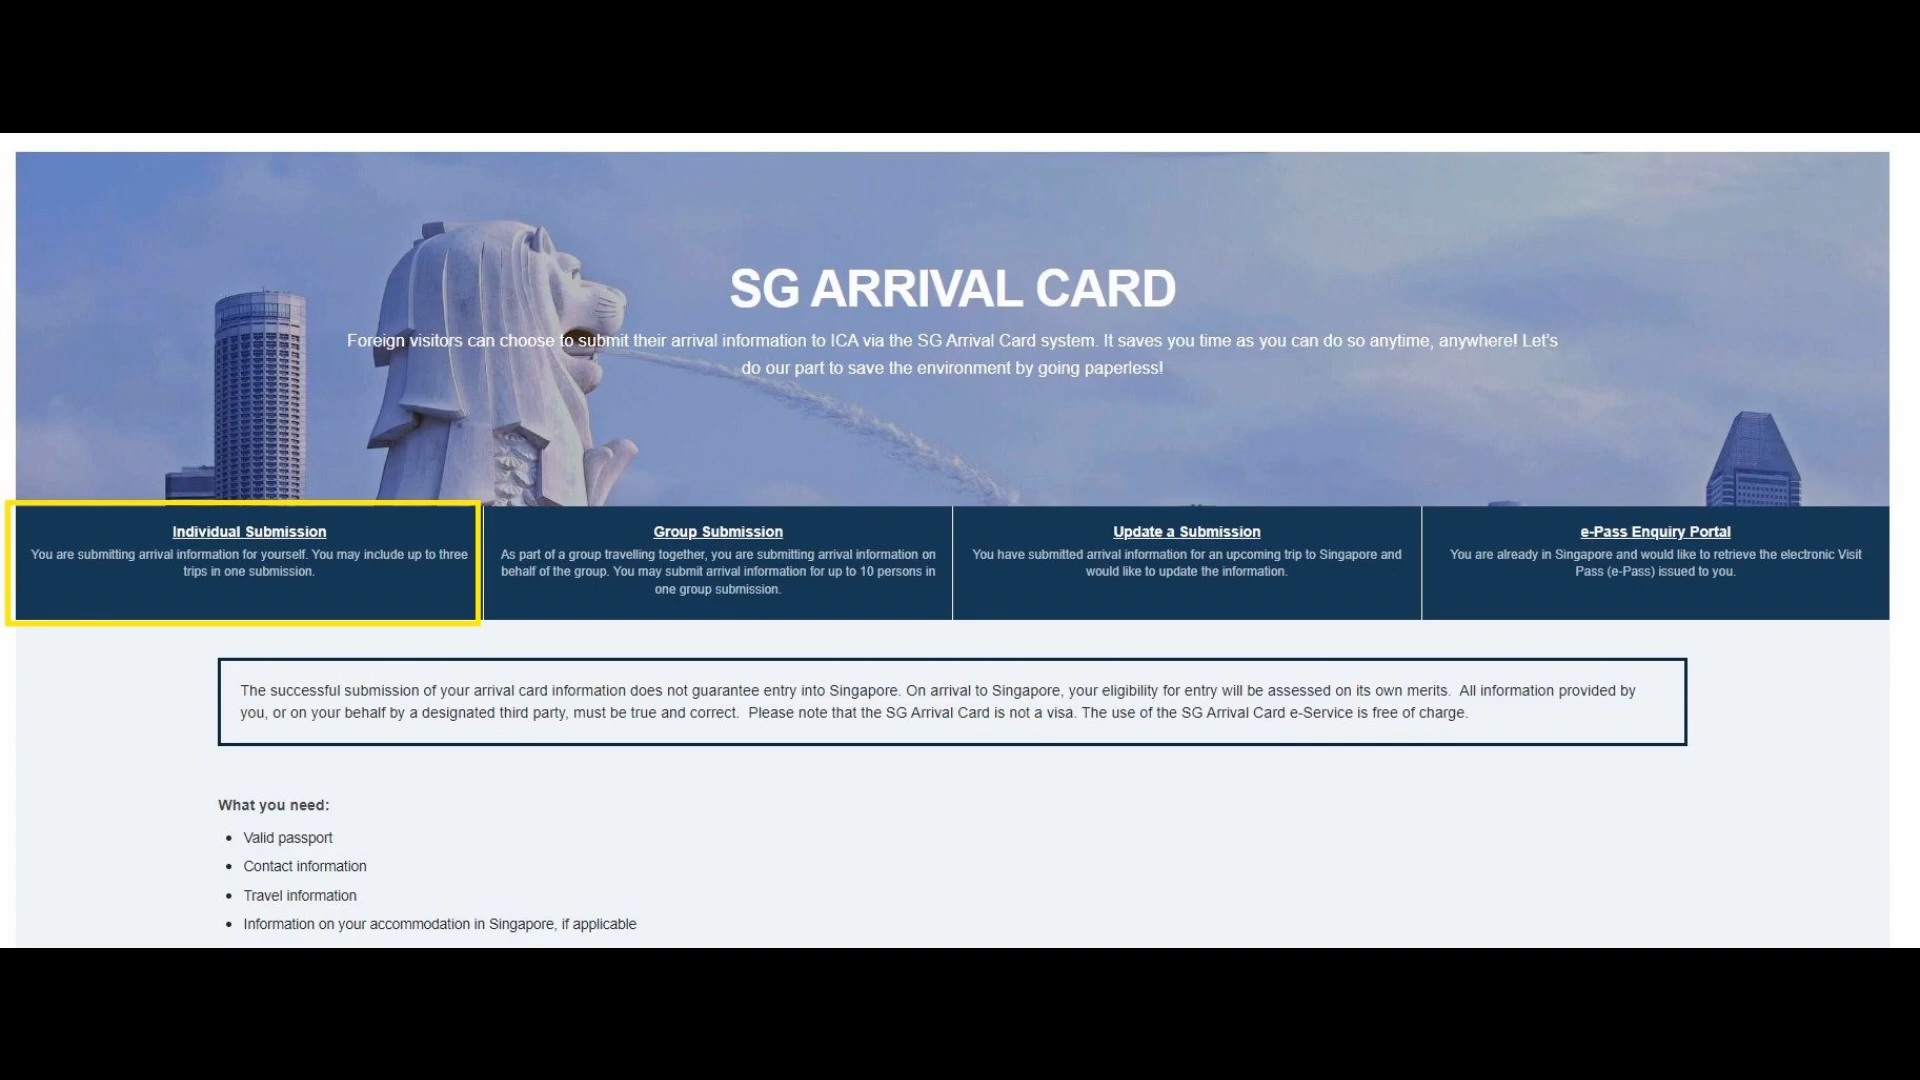 SG ARRIVAL CARD
Foreign visitors can choose to submit their arrival information to ICA via the SG Arrival Card system. It saves you time as you can do so anytime, anywhere! Let's
do our part to save the environment by going paperless!
Individual Submission
You are submitting arrival information for yourself. You may include up to three
trips in one submission.
Group Submission
As part of a group travelling together, you are submitting arrival information on
behalf of the group. You may submit arrival information for up to 10 persons in
one group submission.
Update a Submission
You have submitted arrival information for an upcoming trip to Singapore and
would like to update the information.
e-Pass Enquiry Portal
You are already in Singapore and would like to retrieve the electronic Visit
Pass (e-Pass) issued to you.
The successful submission of your arrival card information does not guarantee entry into Singapore. On arrival to Singapore, your eligibility for entry will be assessed on its own merits. All information provided by
you, or on your behalf by a designated third party, must be true and correct. Please note that the SG Arrival Card is not a visa. The use of the SG Arrival Card e-Service is free of charge.
What you need:
• Valid passport
• Contact information
• Travel information
• Information on your accommodation in Singapore, if applicable